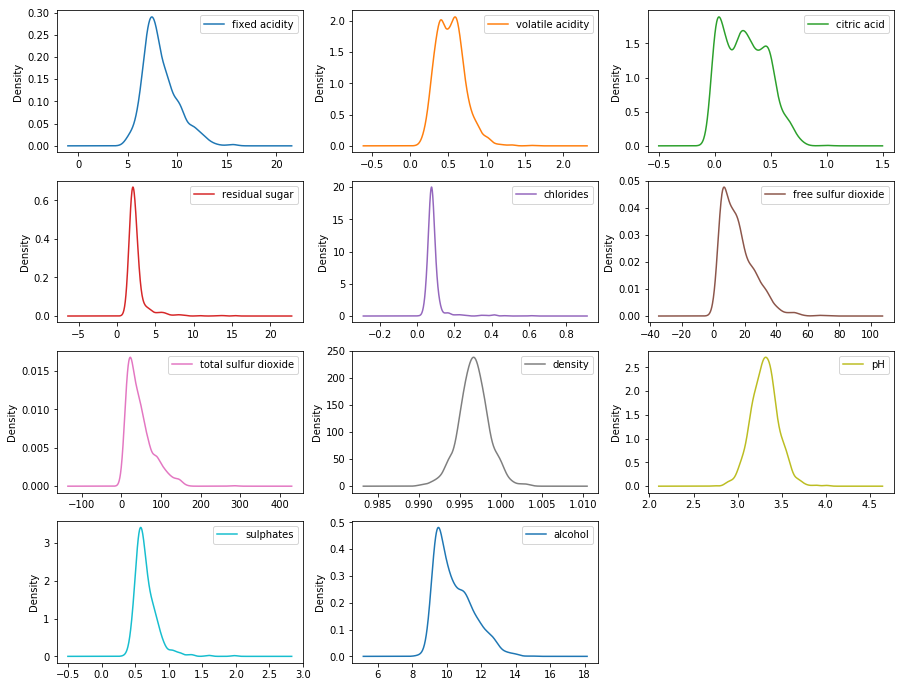 fixed acidity
Density
0.30
0.25
0.20
0.15
0.10
0.05
0.00
0 5 10 15 20
volatile acidity
Density
2.0
1.5
1.0
0.5
0.0
−0.5 0.0 0.5 1.0 1.5 2.0
citric acid
Density
1.5
1.0
0.5
0.0
−0.5 0.0 0.5 1.0 1.5
residual sugar
Density
0.6
0.4
0.2
0.0
−5 0 5 10 15 20
chlorides
Density
20
15
10
5
0
−0.2 0.0 0.2 0.4 0.6 0.8
free sulfur dioxide
Density
0.05
0.04
0.03
0.02
0.01
0.00
−40 −20 0 20 40 60 80 100
total sulfur dioxide
Density
0.015
0.010
0.005
0.000
−100 0 100 200 300 400
density
Density
250
200
150
100
50
0
0.985 0.990 0.995 1.000 1.005 1.010
pH
Density
2.5
2.0
1.5
1.0
0.5
0.0
2.0 2.5 3.0 3.5 4.0 4.5
sulphates
Density
3
2
1
0
−0.5 0.0 0.5 1.0 1.5 2.0 2.5 3.0
alcohol
Density
0.5
0.4
0.3
0.2
0.1
0.0
6 8 10 12 14 16 18